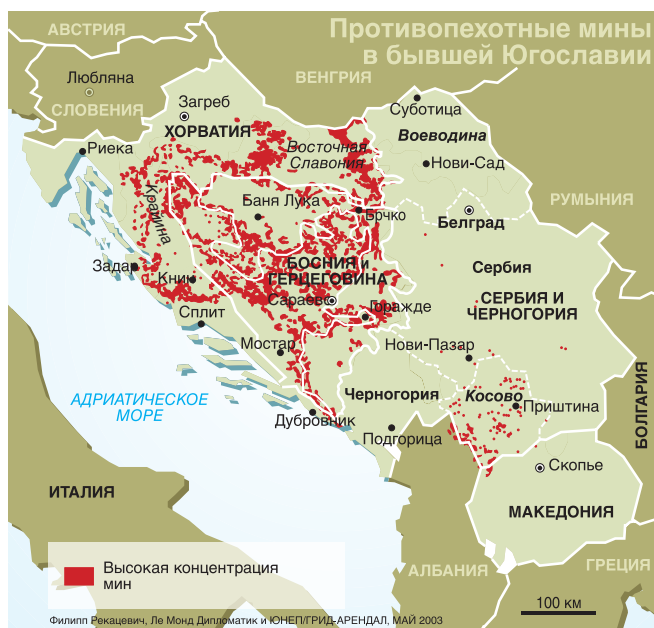 Противопехотные мины
в бывшей Югославии
АВСТРИЯ
ВЕНГРИЯ
Любляна
СЛОВЕНИЯ
Загреб
ХОРВАТИЯ
Суботица
Воеводина
Риека
Восточная
Славония
Нови-Сад
РУМЫНИЯ
Крайина
Баня Лука
Брчко
Белград
Задар
Книн
БОСНИЯ и
ГЕРЦЕГОВИНА
Сербия
Сараево
Горажде
СЕРБИЯ И
ЧЕРНОГОРИЯ
Сплит
Мостар
Нови-Пазар
АДРИАТИЧЕСКОЕ
МОРЕ
Черногория
Косово
Приштина
БОЛГАРИЯ
Дубровник
Подгорица
Скопье
ИТАЛИЯ
МАКЕДОНИЯ
Высокая концентрация
мин
АЛБАНИЯ
ГРЕЦИЯ
100 км
Филипп Рекацевич, Ле Монд Дипломатик и ЮНЕП/ГРИД-АРЕНДАЛ, МАЙ 2003